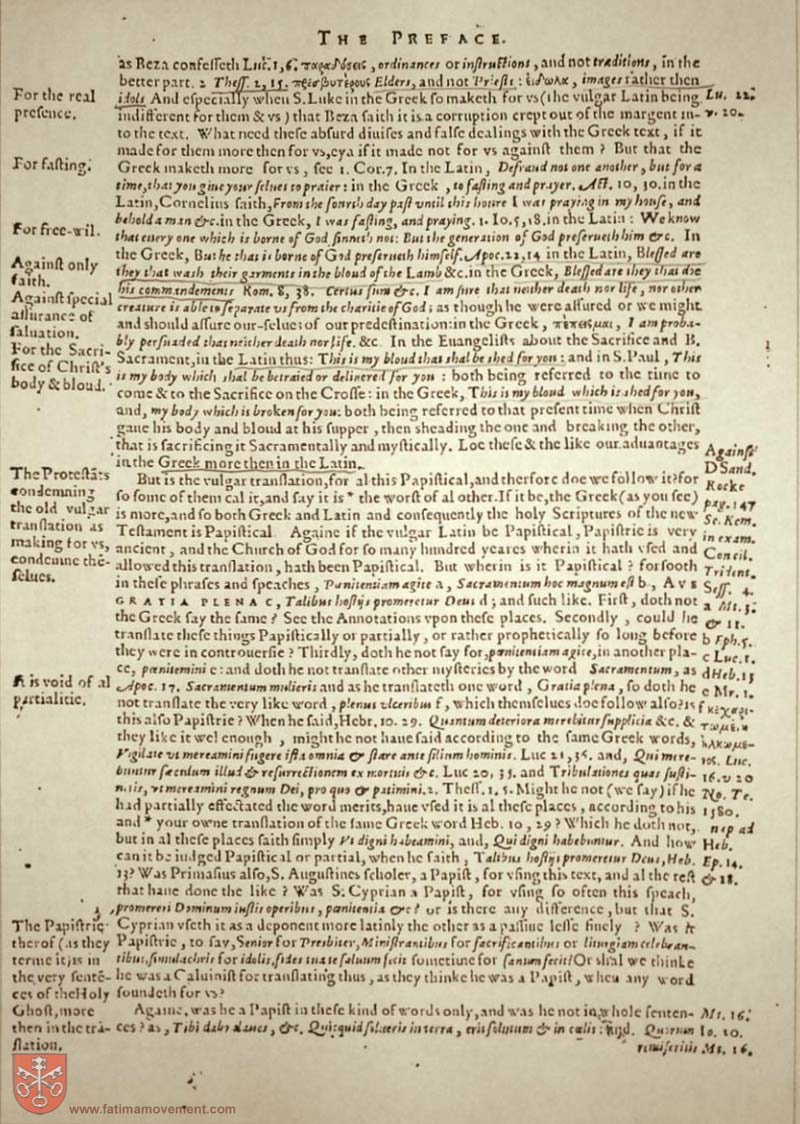 THE PREFACE.
as Beza confesseth Luc. 1, 6. παραδόσεις, ordinances or instructions, and not traditions, in the
better part. 2 Thess. 2, 15. πρεσβυτέρους Elders, and not Priests: εἴδωλα, images rather then
idols And especially when S. Luke in the Greek so maketh for vs (the vulgar Latin being
indifferent for them & vs) that Beza saith it is a corruption crept out of the margent in-
to the text. What need these absurd diuises and false dealings with the Greek text, if it
made for them more then for vs, yea if it made not for vs against them? But that the
Greek maketh more for vs, see 1. Cor. 7. In the Latin, Defraud not one another, but for a
time, that you giue your selues to praier: in the Greek, to fasting and prayer. Act. 10, 30. in the
Latin, Cornelius saith, From the fourth day past vntil this houre I was praying in my house, and
behold a man &c. in the Greek, I was fasting, and praying. 1. Io. 5, 18. in the Latin: We know
that euery one which is borne of God, sinneth not: But the generation of God preserueth him &c. In
the Greek, But he that is borne of God preserueth himself. Apoc. 22, 14 in the Latin, Blessed are
they that wash their garments in the bloud of the Lamb &c. in the Greek, Blessed are they that doe
his commandements Rom. 8, 38. Certus sum &c. I am sure that neither death nor life, nor other
creature is able to separate vs from the charitie of God; as though he were assured or we might
and should assure our-selues of our predestination: in the Greek, πέπεισμαι, I am proba-
bly persuaded that neither death nor life. &c. In the Euangelists about the Sacrifice and B.
Sacrament, in the Latin thus: This is my bloud that shal be shed for you: and in S. Paul, This
is my body which shal be betraied or deliuered for you: both being referred to the time to
come & to the Sacrifice on the Crosse: in the Greek, This is my bloud which is shed for you,
and, my body which is broken for you: both being referred to that present time when Christ
gaue his body and bloud at his supper, then sheading the one and breaking the other,
that is sacrificing it Sacramentally and mystically. Loe these & the like our aduantages
in the Greek more then in the Latin.
But is the vulgar translation, for al this Papistical, and therfore doe we follow it? for
so some of them cal it, and say it is * the worst of al other. If it be, the Greek (as you see)
is more, and so both Greek and Latin and consequently the holy Scriptures of the new
Testament is Papistical. Againe if the vulgar Latin be Papistical, Papistrie is very
ancient, and the Church of God for so many hundred yeares wherin it hath vsed and
allowed this translation, hath been Papistical. But wherin is it Papistical? forsooth
in these phrases and speaches, Pœnitentiam agite a, Sacramentum hoc magnum est b, AVE
GRATIA PLENA c, Talibus hostijs promeretur Deus d; and such like. First, doth not
the Greek say the same? See the Annotations vpon these places. Secondly, could he
translate these things Papistically or partially, or rather prophetically so long before
they were in controuersie? Thirdly, doth he not say for, pœnitentiam agite, in another pla-
ce, pœnitemini e: and doth he not translate other mysteries by the word Sacramentum, as
Apoc. 17. Sacramentum mulieris and as he translateth one word, Gratia plena, so doth he
not translate the very like word, plenus vlceribus f, which themselues doe follow also? is
this also Papistrie? When he said, Hebr. 10. 29. Quantum deteriora merebitur supplicia &c. &
they like it wel enough, might he not haue said according to the same Greek words,
Vigilate vt mereamini fugere ista omnia & stare ante filium hominis. Luc 21, 36. and, Qui mere-
buntur sæculum illud & resurrectionem ex mortuis &c. Luc 20, 35. and Tribulationes quas susti-
netis, vt mereamini regnum Dei, pro quo & patimini. 2. Thess. 1, 5. Might he not (we say) if he
had partially effectated the word merits, haue vsed it is al these places, according to his
and * your owne translation of the same Greek word Heb. 10, 29? Which he doth not,
but in al these places saith simply Vt digni habeamini, and, Qui digni habebuntur. And how
can it be iudged Papistical or partial, when he saith, Talibus hostijs promeretur Deus, Heb.
13? Was Primasius also, S. Augustines scholer, a Papist, for vsing this text, and al the rest
that haue done the like? Was S. Cyprian a Papist, for vsing so often this speach,
promereri Dominum iustis operibus, pœnitentia &c? or is there any difference, but that S.
Cyprian vseth it as a deponent more latinly the other as a passiue lesse finely? Was it
Papistrie, to say, Senior for Presbiter, Ministrantibus for sacrificantibus or liturgiam celebran-
tibus, simulachris for idolis, fides tua te saluum fecit sometime for sanum fecit? Or shal we thinke
he was a Caluinist for translating thus, as they thinke he was a Papist, when any word
soundeth for vs?
Againe, was he a Papist in these kind of words only, and was he not in whole senten-
ces? as, Tibi dabo claues, &c. Quicquid solueris in terra, erit solutum & in cœlis: Quorum
remiseritis
For the real
presence.
For fasting.
For free-wil.
Against only
faith.
Against special
assurance of
saluation.
For the Sacri-
fice of Christ's
body & bloud.
The Protestãts
condemning
the old vulgar
translation as
making for vs,
condemne the-
selues.
It is void of al
partialitie.
The Papistrie
therof (as they
terme it) is in
the very sente-
ces of the Holy
Ghost, more
then in the tra-
slation.
Lu. 22.
v. 20.
Against
D Sand.
Rocke
pag. 147
See. Kem.
in exam.
Concil.
Trident.
Sess. 4.
a Mt. 3.
& 11.
b Eph. 5.
c Luc. 1.
d Heb. 13
e Mr. 1.
f
Luc.
16. v 20
No. Te.
1580.
Heb.
Ep. 14.
& 18.
Mt. 16.
Io. 20.
Mt. 16.
www.fatimamovement.com